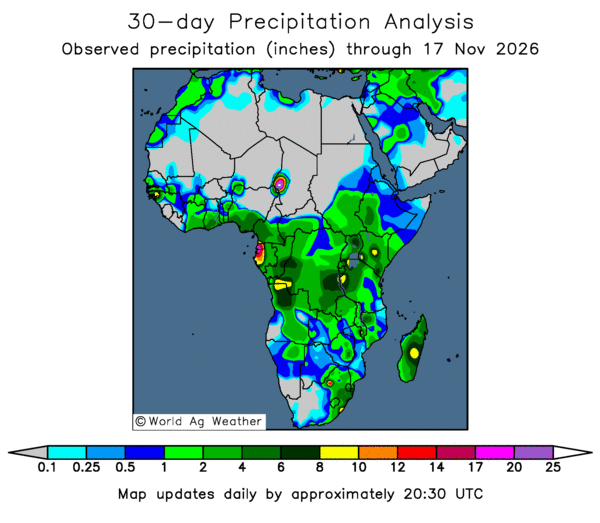 30-day Precipitation Analysis
Observed precipitation (inches) through 17 Nov 2026
© World Ag Weather
0.1 0.25 0.5 1 2 4 6 8 10 12 14 17 20 25
Map updates daily by approximately 20:30 UTC